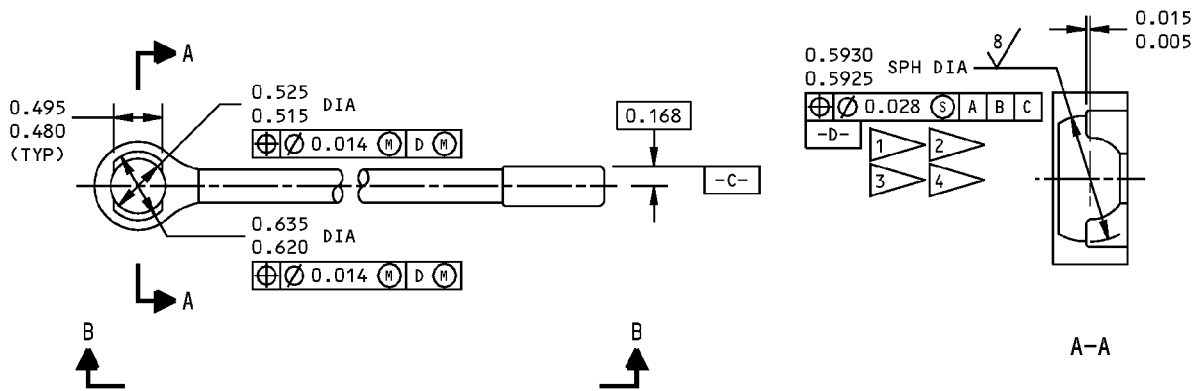 A
0.495
0.480
(TYP)
0.525
0.515 DIA
⌖ ⌀ 0.014 Ⓜ D Ⓜ
0.168
-C-
0.635
0.620 DIA
⌖ ⌀ 0.014 Ⓜ D Ⓜ
A
B
B
0.5930
0.5925 SPH DIA
8
0.015
0.005
⌖ ⌀ 0.028 Ⓢ A B C
-D-
1 2
3 4
A-A